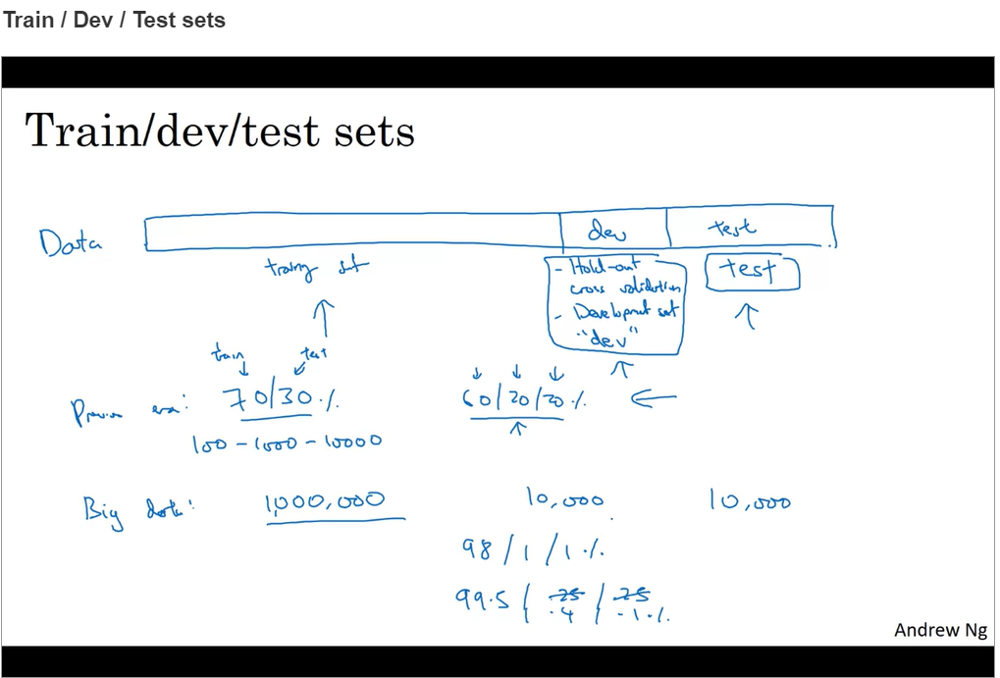 Train / Dev / Test sets
Train/dev/test sets
Data
dev
test
training set
- Hold-out
cross validation
- Development set
"dev"
test
train
test
Previous era:
70/30%
60/20/20%
100 - 1000 - 10000
Big data:
1,000,000
10,000
10,000
98/1/1%
99.5 / .25 / .25
.4 .1%
Andrew Ng